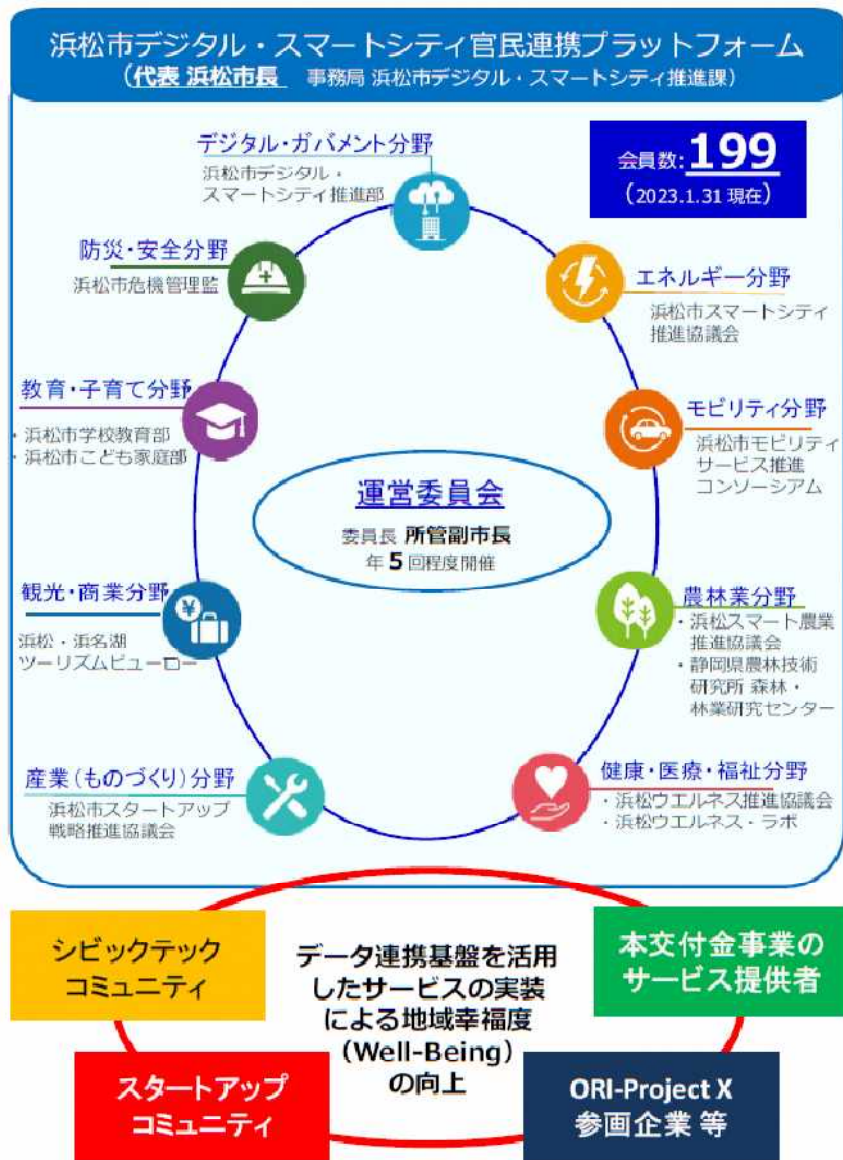 浜松市デジタル・スマートシティ官民連携プラットフォーム
(代表 浜松市長 事務局 浜松市デジタル・スマートシティ推進課)
デジタル・ガバメント分野
浜松市デジタル・
スマートシティ推進部
会員数:199
(2023.1.31 現在)
防災・安全分野
浜松市危機管理監
エネルギー分野
浜松市スマートシティ
推進協議会
教育・子育て分野
・浜松市学校教育部
・浜松市こども家庭部
モビリティ分野
浜松市モビリティ
サービス推進
コンソーシアム
運営委員会
委員長 所管副市長
年5回程度開催
観光・商業分野
浜松・浜名湖
ツーリズムビューロー
¥
農林業分野
・浜松スマート農業
推進協議会
・静岡県農林技術
研究所 森林・
林業研究センター
産業(ものづくり)分野
浜松市スタートアップ
戦略推進協議会
健康・医療・福祉分野
・浜松ウエルネス推進協議会
・浜松ウエルネス・ラボ
シビックテック
コミュニティ
データ連携基盤を活用
したサービスの実装
による地域幸福度
(Well-Being)
の向上
本交付金事業の
サービス提供者
スタートアップ
コミュニティ
ORI-Project X
参画企業 等